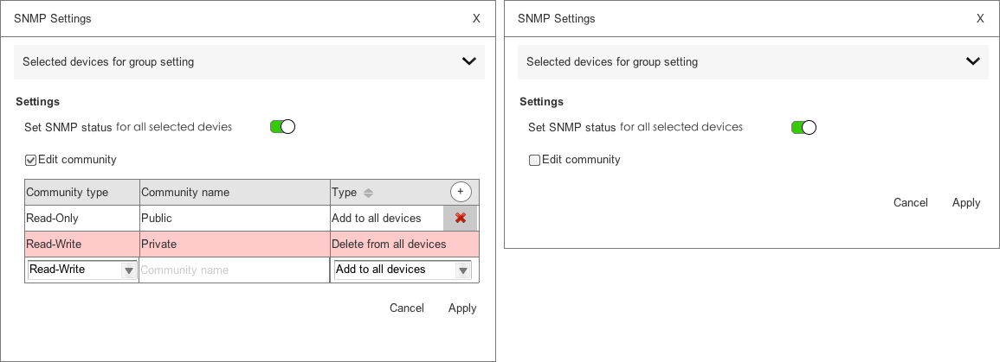 SNMP Settings X
Selected devices for group setting
Settings
Set SNMP status for all selected devies
Edit community
Community type Community name Type +
Read-Only Public Add to all devices
Read-Write Private Delete from all devices
Read-Write Community name Add to all devices
Cancel Apply
SNMP Settings X
Selected devices for group setting
Settings
Set SNMP status for all selected devices
Edit community
Cancel Apply